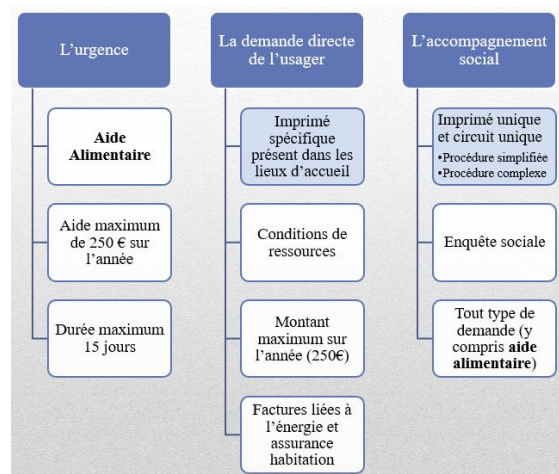 L’urgence
Aide
Alimentaire
Aide maximum
de 250 € sur
l’année
Durée maximum
15 jours
La demande directe
de l’usager
Imprimé
spécifique
présent dans les
lieux d’accueil
Conditions de
ressources
Montant
maximum sur
l’année (250€)
Factures liées à
l’énergie et
assurance
habitation
L’accompagnement
social
Imprimé unique
et circuit unique
•Procédure simplifiée
•Procédure complexe
Enquête sociale
Tout type de
demande (y
compris aide
alimentaire)